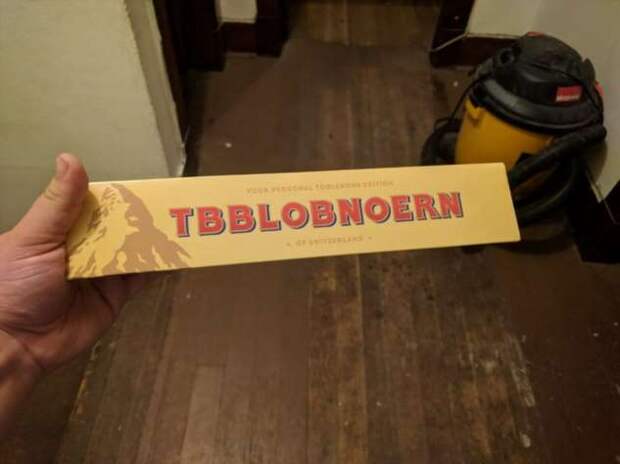 YOUR PERSONAL TOBLERONE EDITION
TBBLOBNOERN
OF SWITZERLAND